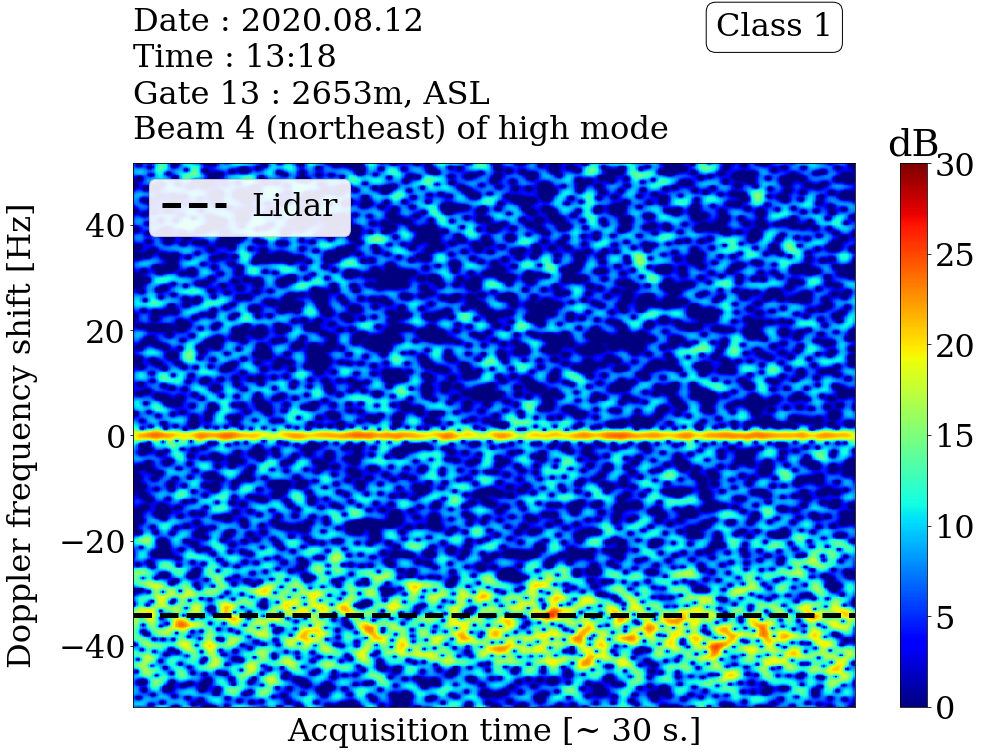 Date : 2020.08.12
Time : 13:18
Gate 13 : 2653m, ASL
Beam 4 (northeast) of high mode
Class 1
dB
Lidar
Doppler frequency shift [Hz]
40
20
0
−20
−40
Acquisition time [~ 30 s.]
30
25
20
15
10
5
0